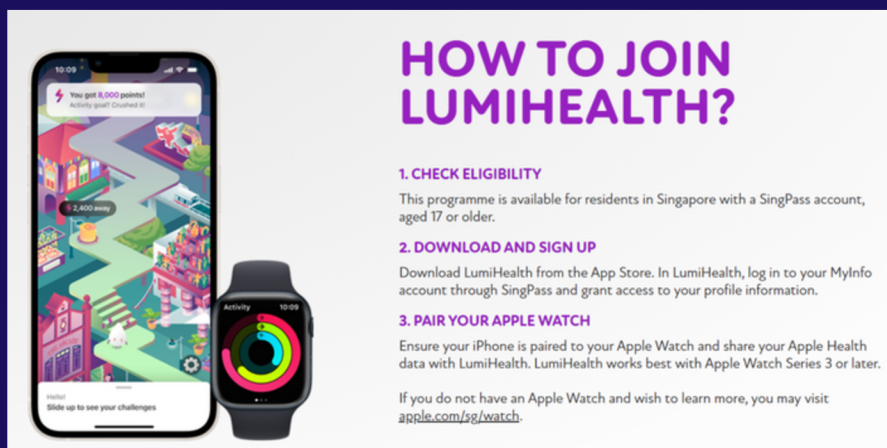 10:09
You got 8,000 points!
Activity goal? Crushed it!
2,400 away
Hello!
Slide up to see your challenges
Activity 10:09
HOW TO JOIN
LUMIHEALTH?
1. CHECK ELIGIBILITY
This programme is available for residents in Singapore with a SingPass account,
aged 17 or older.
2. DOWNLOAD AND SIGN UP
Download LumiHealth from the App Store. In LumiHealth, log in to your MyInfo
account through SingPass and grant access to your profile information.
3. PAIR YOUR APPLE WATCH
Ensure your iPhone is paired to your Apple Watch and share your Apple Health
data with LumiHealth. LumiHealth works best with Apple Watch Series 3 or later.
If you do not have an Apple Watch and wish to learn more, you may visit
apple.com/sg/watch.